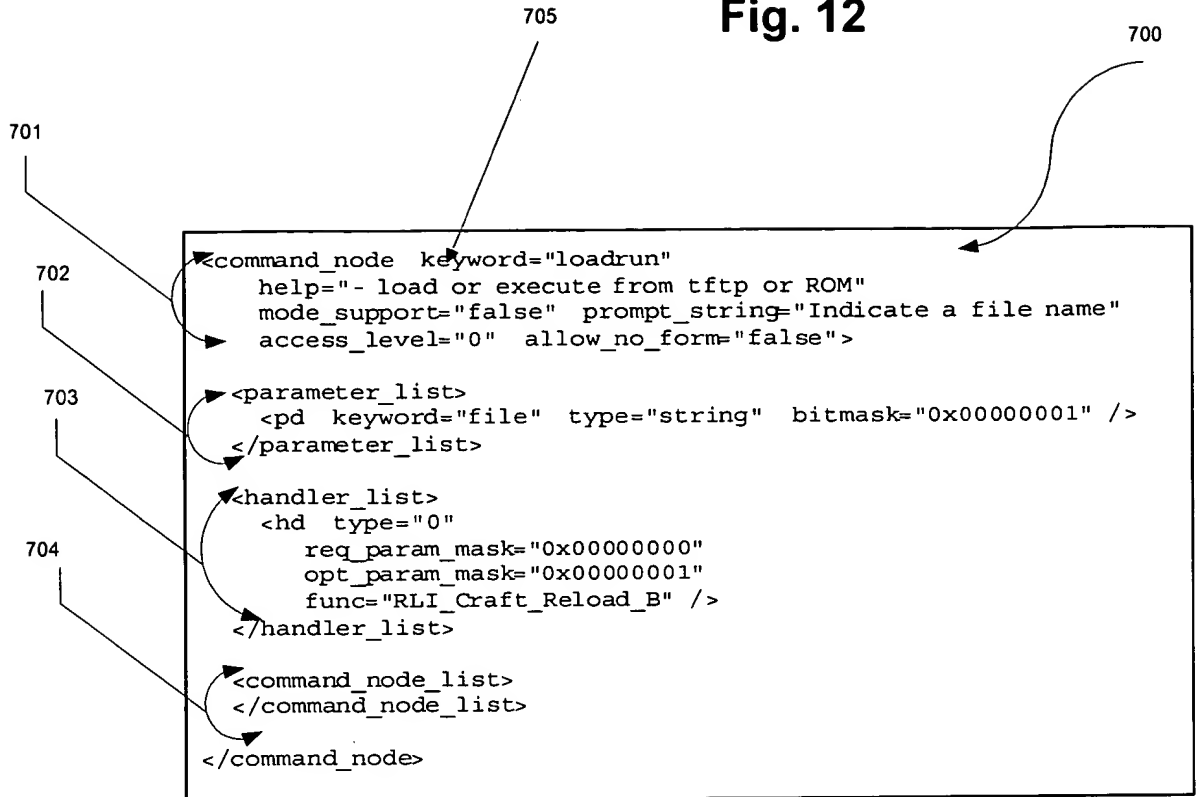 Fig. 12
705
700
701
702
703
704
<command_node keyword="loadrun"
help="- load or execute from tftp or ROM"
mode_support="false" prompt_string="Indicate a file name"
access_level="0" allow_no_form="false">
<parameter_list>
<pd keyword="file" type="string" bitmask="0x00000001" />
</parameter_list>
<handler_list>
<hd type="0"
req_param_mask="0x00000000"
opt_param_mask="0x00000001"
func="RLI_Craft_Reload_B" />
</handler_list>
<command_node_list>
</command_node_list>
</command_node>